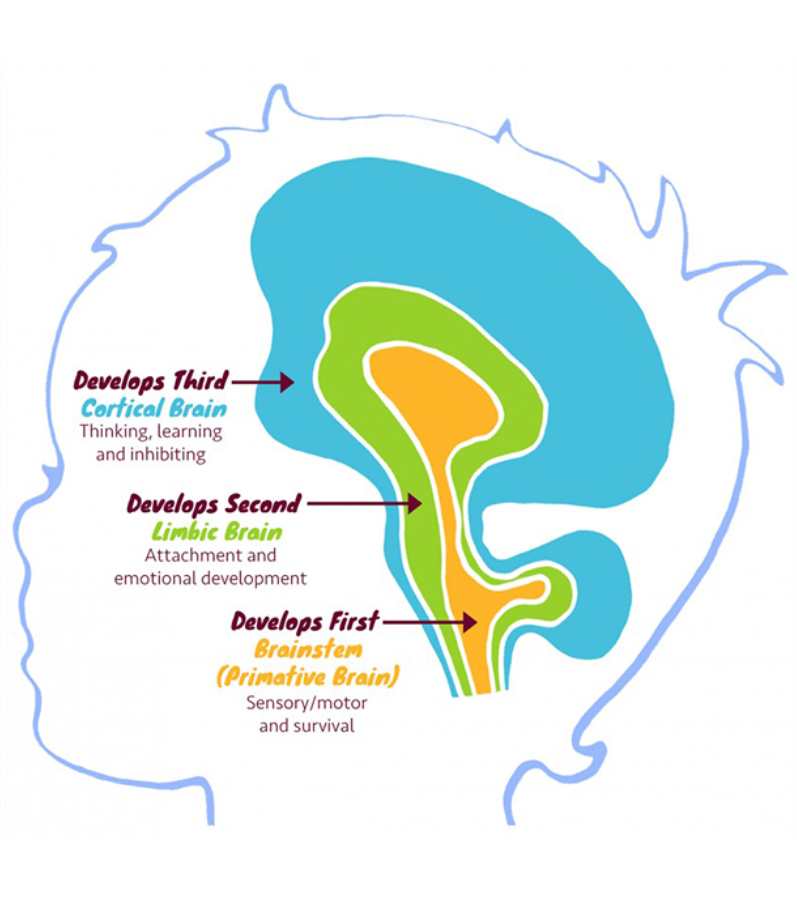 Develops Third
Cortical Brain
Thinking, learning
and inhibiting
Develops Second
Limbic Brain
Attachment and
emotional development
Develops First
Brainstem
(Primative Brain)
Sensory/motor
and survival